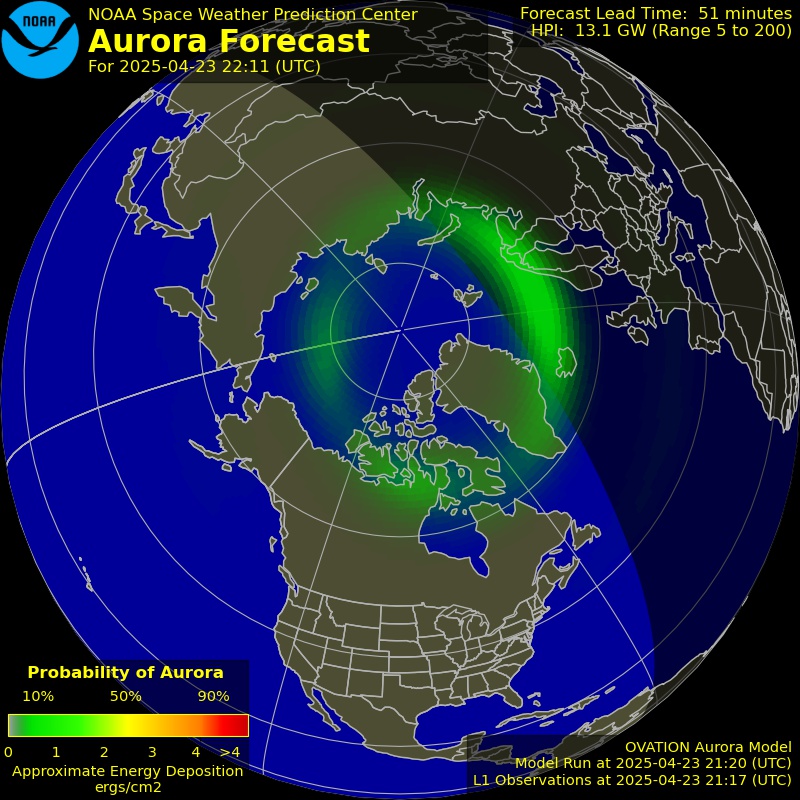 NOAA
NOAA Space Weather Prediction Center
Aurora Forecast
For 2025-04-23 22:11 (UTC)
Forecast Lead Time: 51 minutes
HPI: 13.1 GW (Range 5 to 200)
Probability of Aurora
10% 50% 90%
0 1 2 3 4 >4
Approximate Energy Deposition
ergs/cm2
OVATION Aurora Model
Model Run at 2025-04-23 21:20 (UTC)
L1 Observations at 2025-04-23 21:17 (UTC)